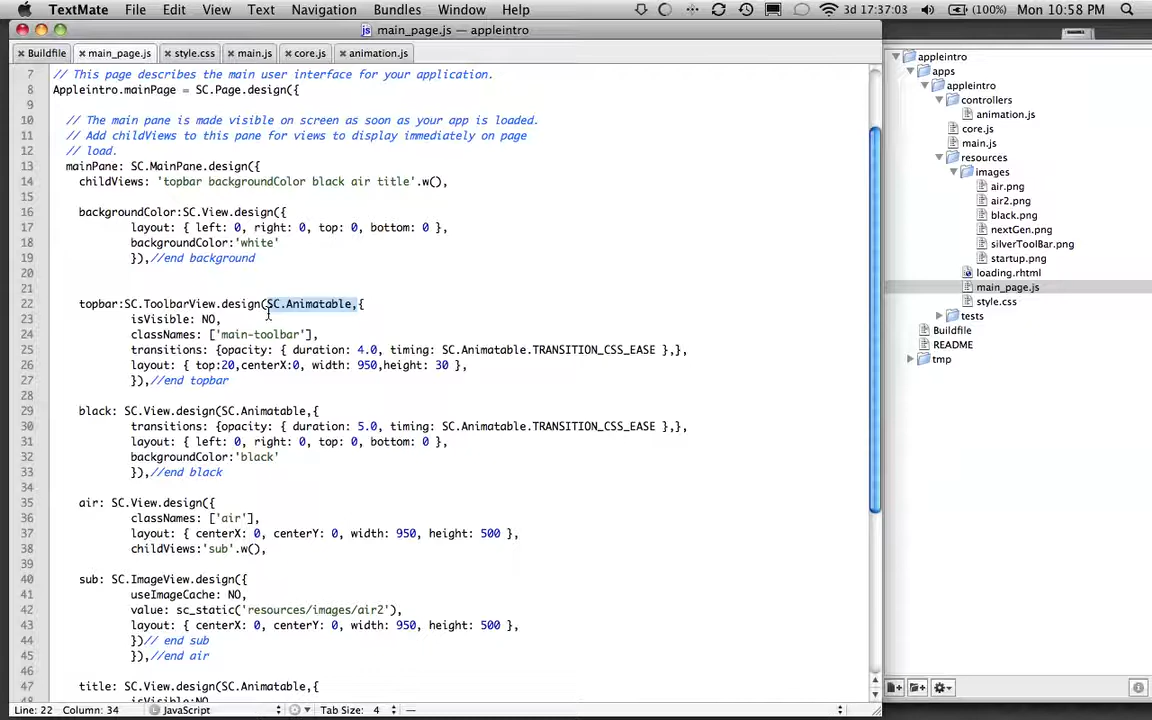 TextMate File Edit View Text Navigation Bundles Window Help 3d 17:37:03 (100%) Mon 10:58 PM
main_page.js — appleintro
Buildfile main_page.js style.css main.js core.js animation.js
7 // This page describes the main user interface for your application.
8 Appleintro.mainPage = SC.Page.design({
9
10 // The main pane is made visible on screen as soon as your app is loaded.
11 // Add childViews to this pane for views to display immediately on page
12 // load.
13 mainPane: SC.MainPane.design({
14 childViews: 'topbar backgroundColor black air title'.w(),
15
16 backgroundColor:SC.View.design({
17 layout: { left: 0, right: 0, top: 0, bottom: 0 },
18 backgroundColor:'white'
19 }),//end background
20
21
22 topbar:SC.ToolbarView.design(SC.Animatable,{
23 isVisible: NO,
24 classNames: ['main-toolbar'],
25 transitions: {opacity: { duration: 4.0, timing: SC.Animatable.TRANSITION_CSS_EASE },},
26 layout: { top:20,centerX:0, width: 950,height: 30 },
27 }),//end topbar
28
29 black: SC.View.design(SC.Animatable,{
30 transitions: {opacity: { duration: 5.0, timing: SC.Animatable.TRANSITION_CSS_EASE },},
31 layout: { left: 0, right: 0, top: 0, bottom: 0 },
32 backgroundColor:'black'
33 }),//end black
34
35 air: SC.View.design({
36 classNames: ['air'],
37 layout: { centerX: 0, centerY: 0, width: 950, height: 500 },
38 childViews:'sub'.w(),
39
40 sub: SC.ImageView.design({
41 useImageCache: NO,
42 value: sc_static('resources/images/air2'),
43 layout: { centerX: 0, centerY: 0, width: 950, height: 500 },
44 })// end sub
45 }),//end air
46
47 title: SC.View.design(SC.Animatable,{
48 isVisible:NO
Line: 22 Column: 34 JavaScript Tab Size: 4 —
appleintro
apps
appleintro
controllers
animation.js
core.js
main.js
resources
images
air.png
air2.png
black.png
nextGen.png
silverToolBar.png
startup.png
loading.rhtml
main_page.js
style.css
tests
Buildfile
README
tmp